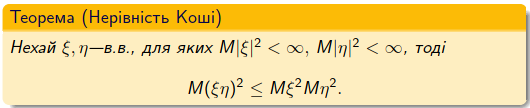 Теорема (Нерівність Коші)
Нехай ξ, η—в.в., для яких M|ξ|² < ∞, M|η|² < ∞, тоді
M(ξη)² ≤ Mξ²Mη².